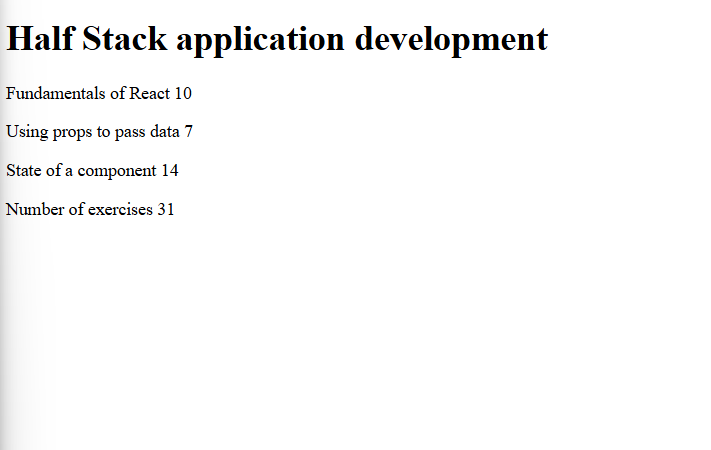 Half Stack application development
Fundamentals of React 10
Using props to pass data 7
State of a component 14
Number of exercises 31